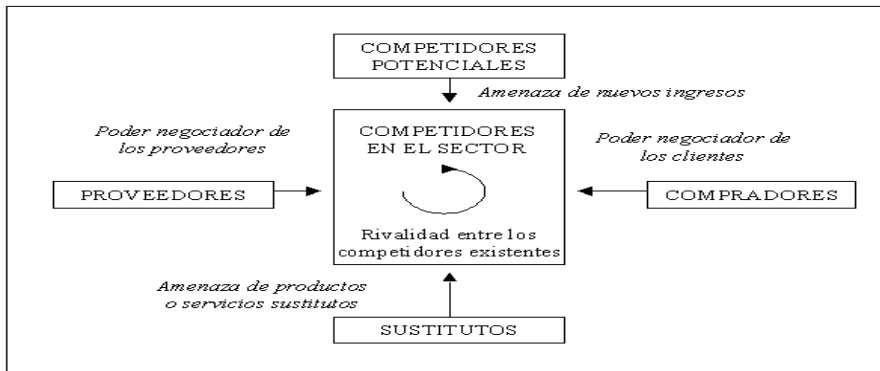 COMPETIDORES
POTENCIALES
Amenaza de nuevos ingresos
Poder negociador de
los proveedores
COMPETIDORES
EN EL SECTOR
Poder negociador de
los clientes
PROVEEDORES
COMPRADORES
Rivalidad entre los
competidores existentes
Amenaza de productos
o servicios sustitutos
SUSTITUTOS